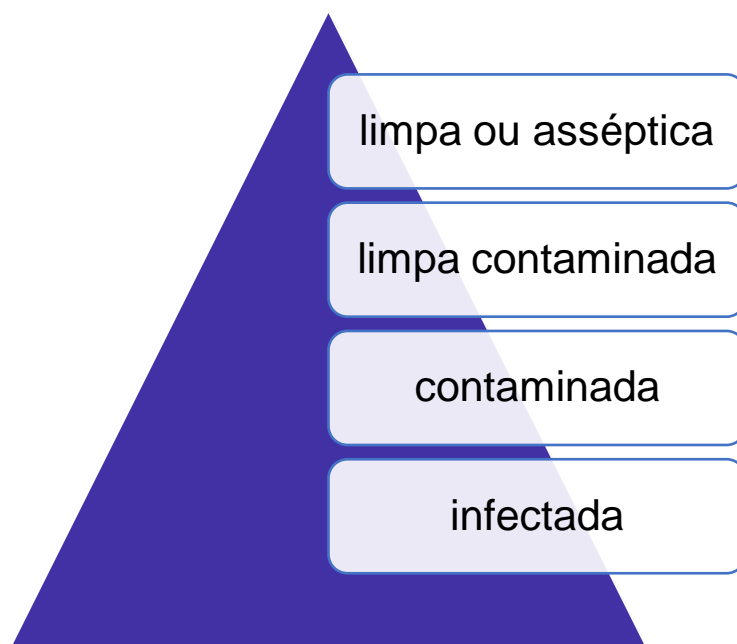 limpa ou asséptica
limpa contaminada
contaminada
infectada